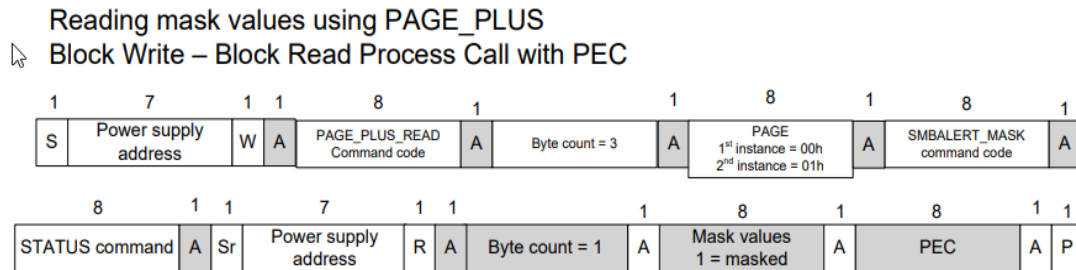 Reading mask values using PAGE_PLUS
Block Write – Block Read Process Call with PEC
1 7 1 1 8 1 1 8 1 8 1
S Power supply address W A PAGE_PLUS_READ Command code A Byte count = 3 A PAGE 1st instance = 00h 2nd instance = 01h A SMBALERT_MASK command code A
8 1 1 7 1 1 1 8 1 8 1 1
STATUS command A Sr Power supply address R A Byte count = 1 A Mask values 1 = masked A PEC A P